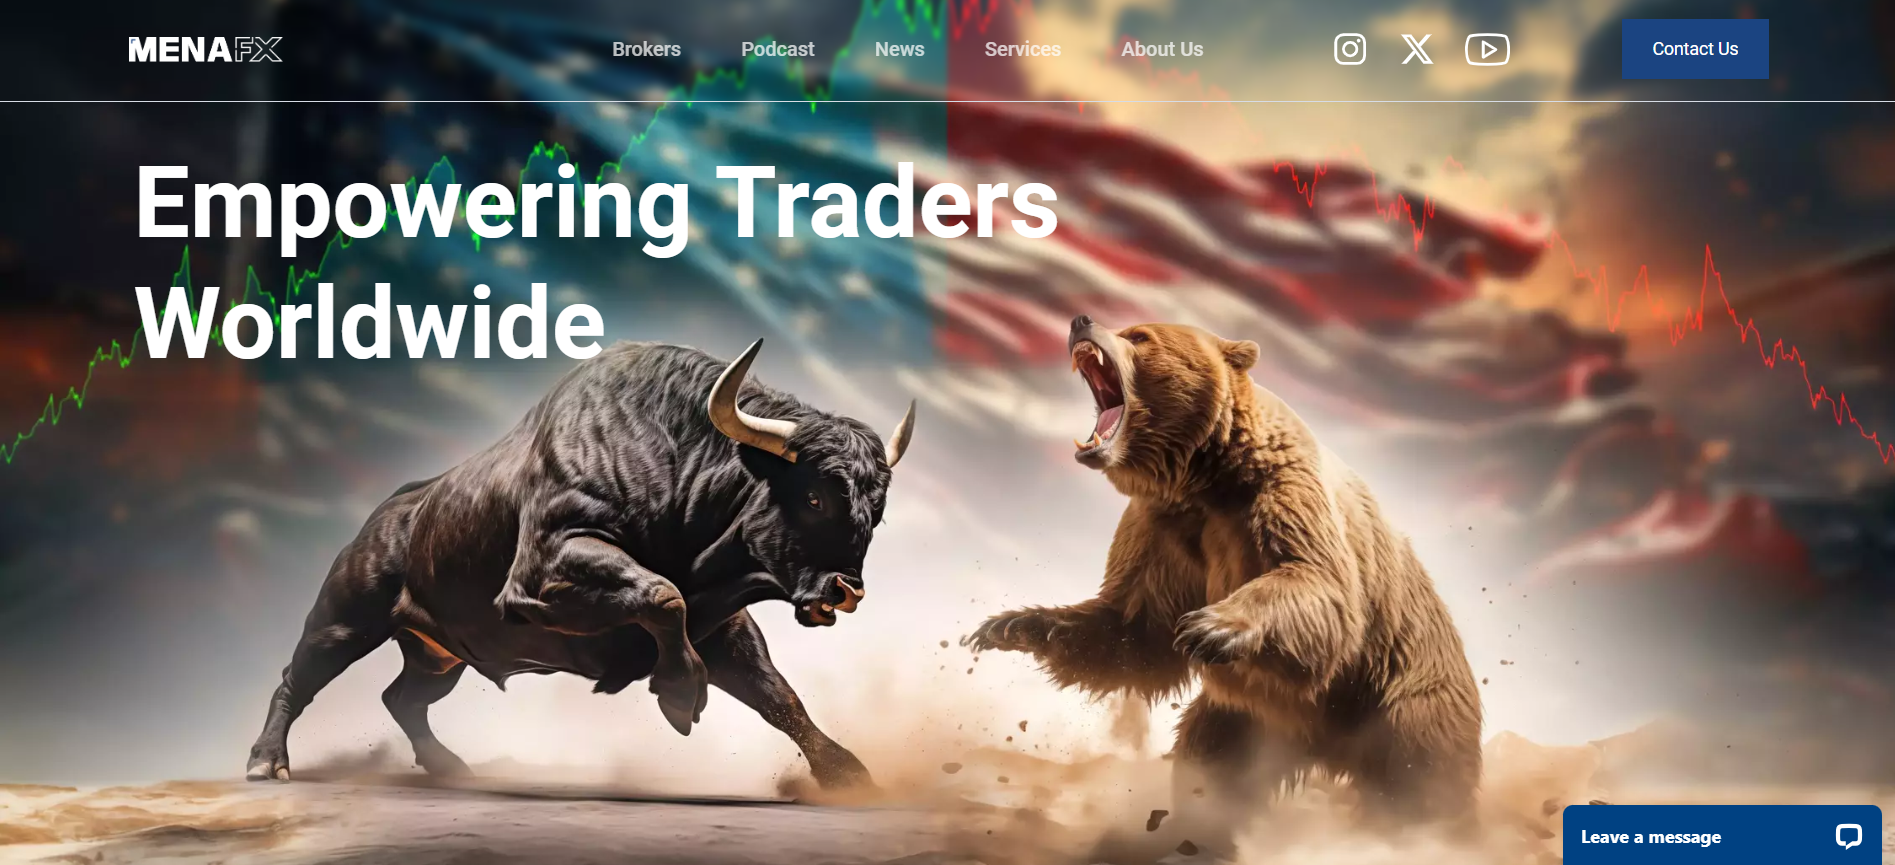 MENAFX
Brokers
Podcast
News
Services
About Us
Contact Us
Empowering Traders
Worldwide
Leave a message